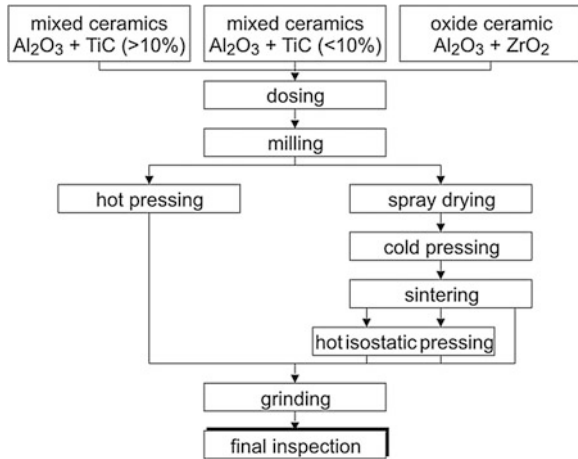 mixed ceramics
Al₂O₃ + TiC (>10%)
mixed ceramics
Al₂O₃ + TiC (<10%)
oxide ceramic
Al₂O₃ + ZrO₂
dosing
milling
hot pressing
spray drying
cold pressing
sintering
hot isostatic pressing
grinding
final inspection